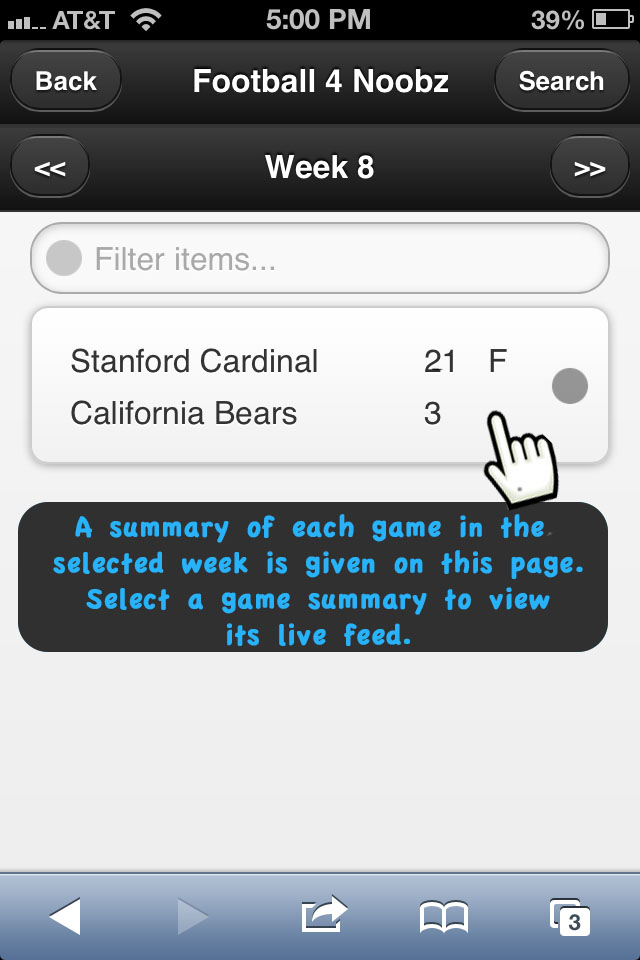 AT&T 5:00 PM 39%
Back Football 4 Noobz Search
<< Week 8 >>
Filter items...
Stanford Cardinal 21 F
California Bears 3
A summary of each game in the
selected week is given on this page.
Select a game summary to view
its live feed.
3